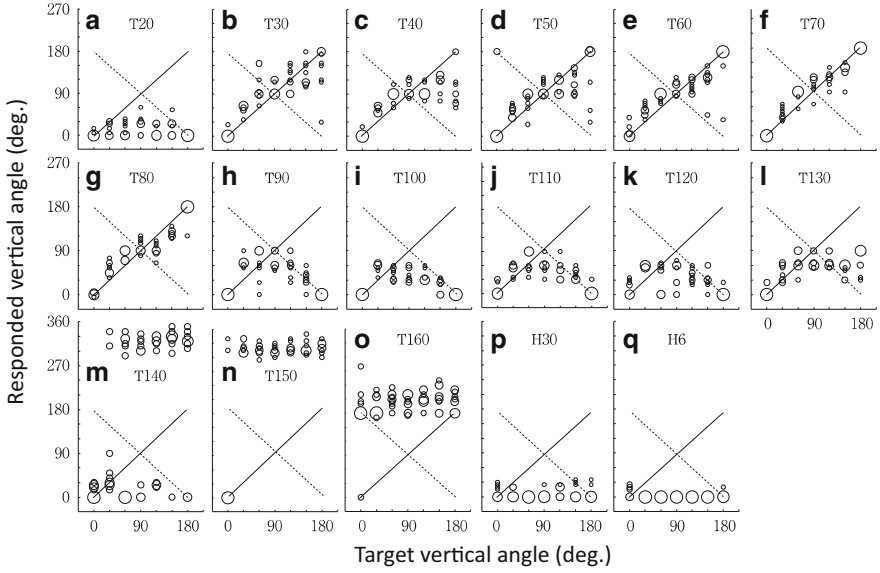 a T20
b T30
c T40
d T50
e T60
f T70
270
180
90
0
g T80
h T90
i T100
j T110
k T120
l T130
270
180
90
0
m T140
n T150
o T160
p H30
q H6
360
270
180
90
0
0 90 180
0 90 180
0 90 180
0 90 180
0 90 180
0 90 180
Responded vertical angle (deg.)
Target vertical angle (deg.)